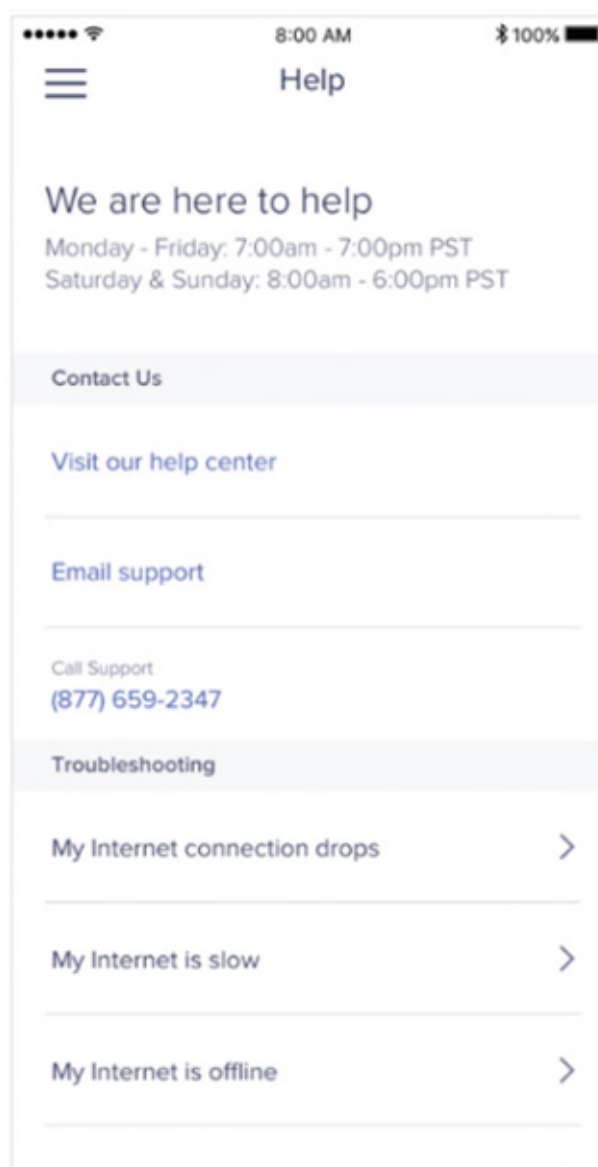 8:00 AM
100%
Help
We are here to help
Monday - Friday: 7:00am - 7:00pm PST
Saturday & Sunday: 8:00am - 6:00pm PST
Contact Us
Visit our help center
Email support
Call Support
(877) 659-2347
Troubleshooting
My Internet connection drops
My Internet is slow
My Internet is offline